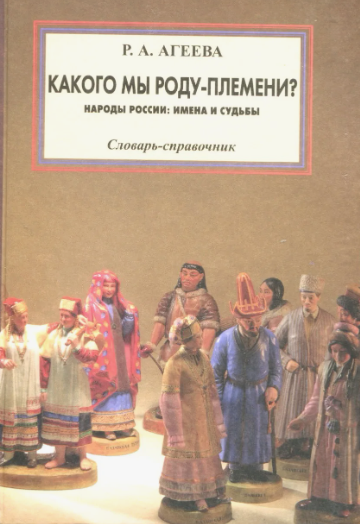 Р. А. АГЕЕВА
КАКОГО МЫ РОДУ-ПЛЕМЕНИ?
НАРОДЫ РОССИИ: ИМЕНА И СУДЬБЫ
Словарь-справочник